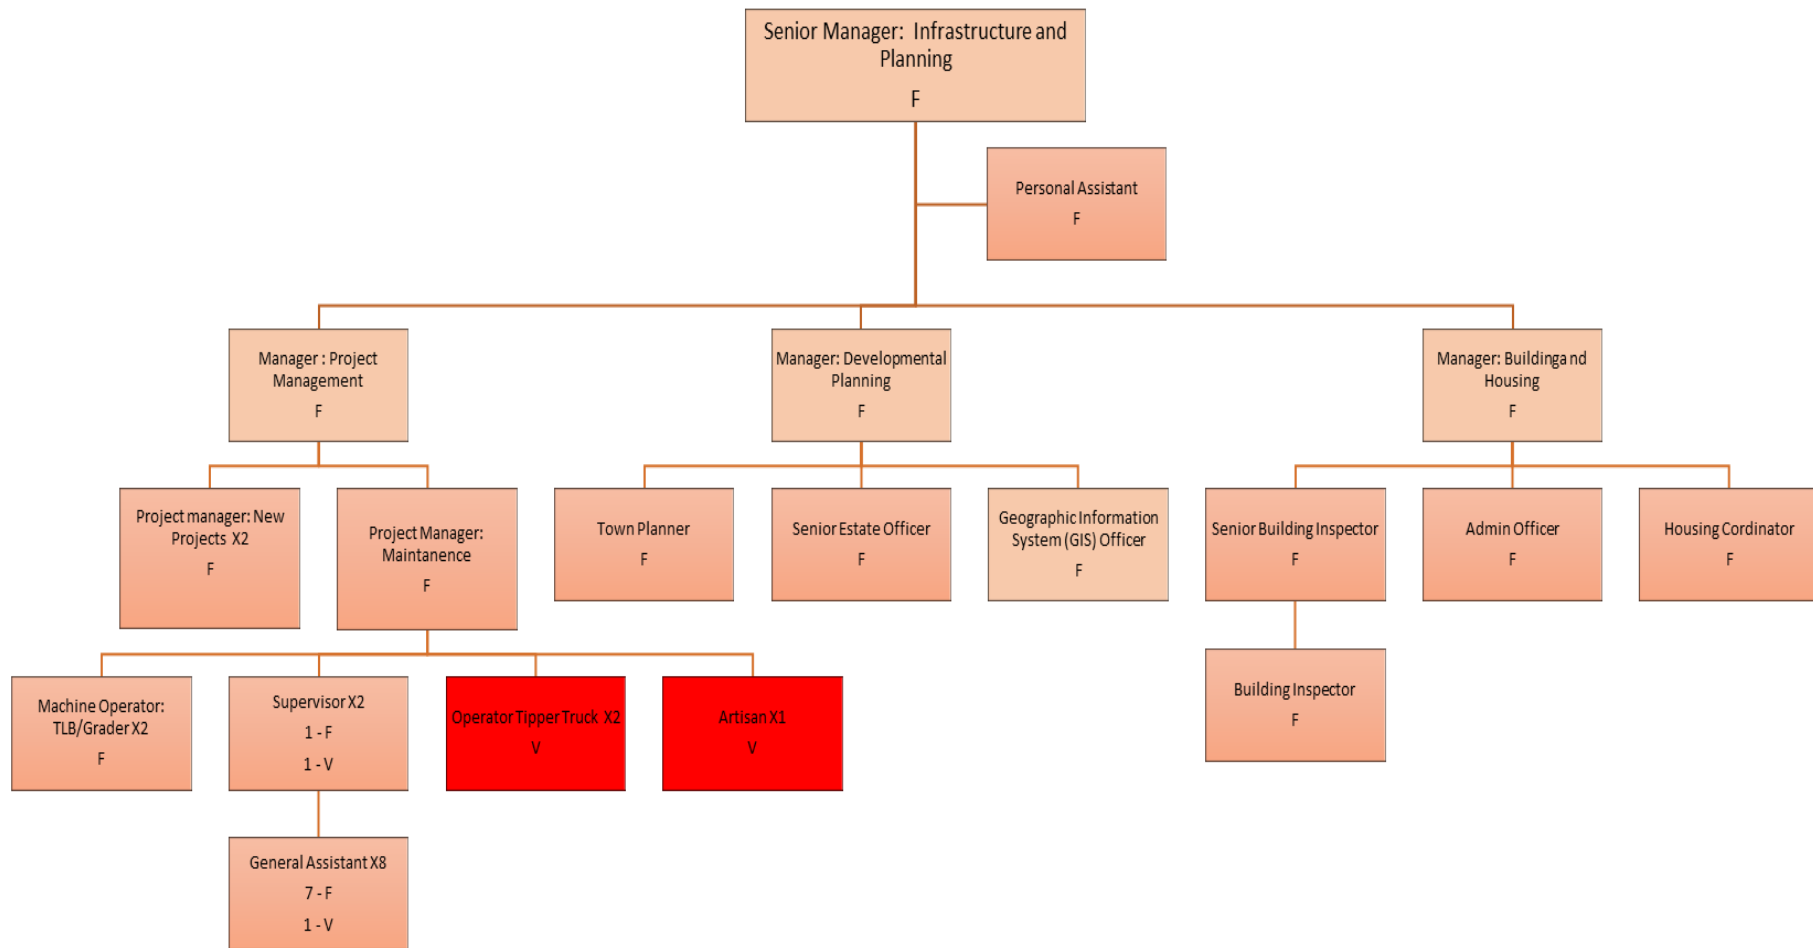 Senior Manager:  Infrastructure and
Planning
F
Personal Assistant
F
Manager : Project
Management
F
Manager: Developmental
Planning
F
Manager: Buildinga nd
Housing
F
Project manager: New
Projects  X2
F
Project Manager:
Maintanence
F
Town Planner
F
Senior Estate Officer
F
Geographic Information
System (GIS) Officer
F
Senior Building Inspector
F
Admin Officer
F
Housing Cordinator
F
Machine Operator:
TLB/Grader X2
F
Supervisor X2
1 - F
1 - V
Operator Tipper Truck  X2
V
Artisan X1
V
Building Inspector
F
General Assistant X8
7 - F
1 - V